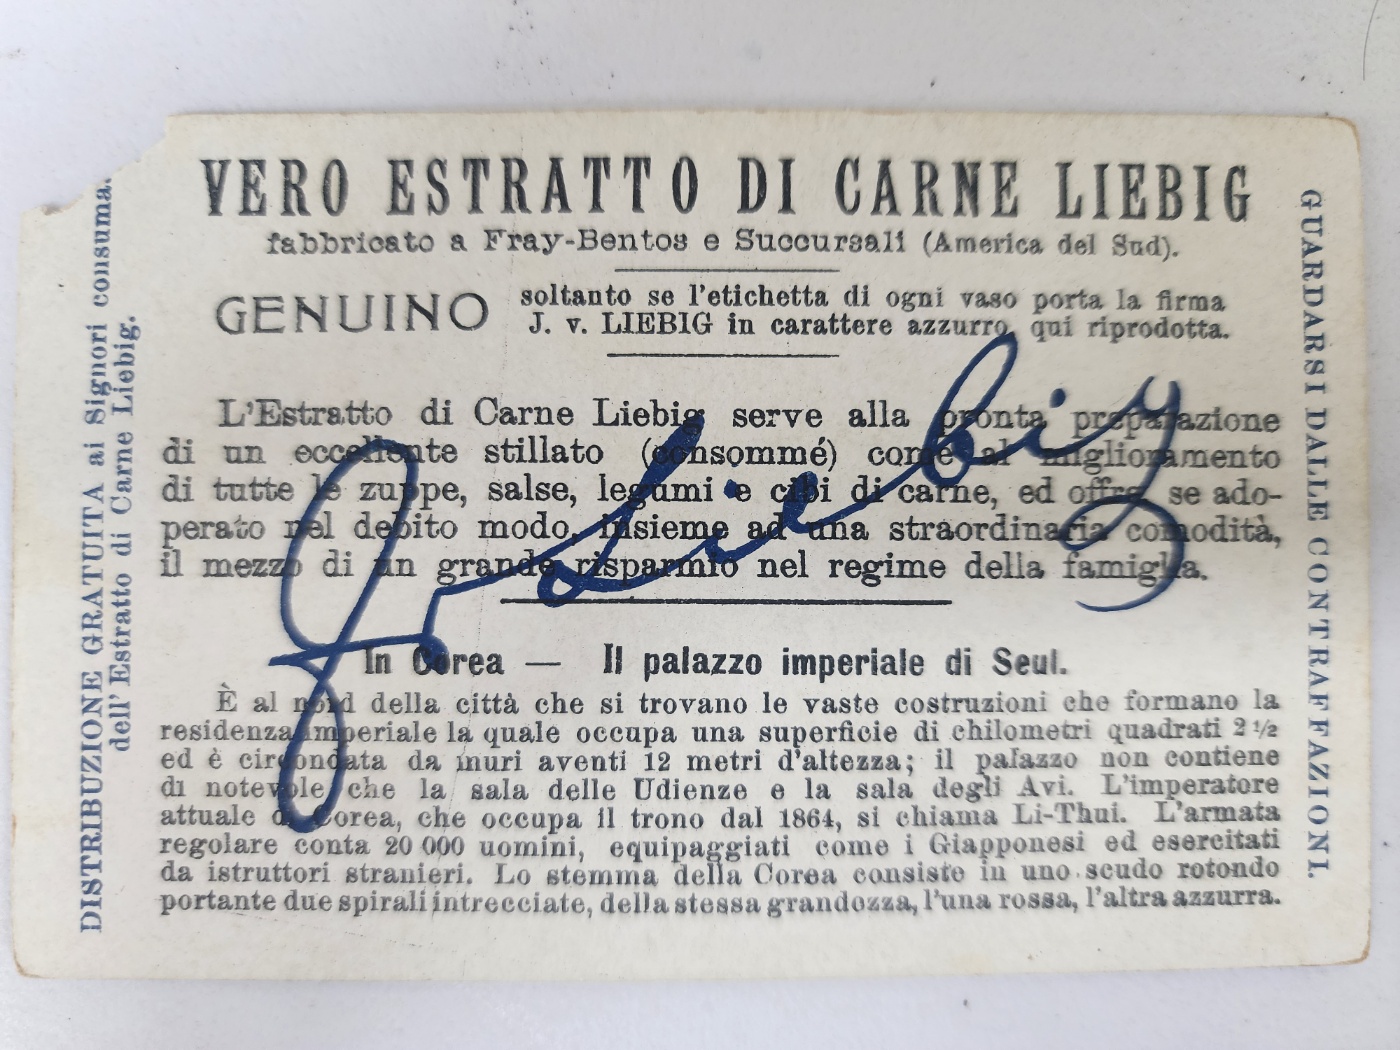 VERO ESTRATTO DI CARNE LIEBIG
fabbricato a Fray-Bentos e Succursali (America del Sud).
GENUINO
soltanto se l'etichetta di ogni vaso porta la firma
J. v. LIEBIG in carattere azzurro, qui riprodotta.
L'Estratto di Carne Liebig serve alla pronta preparazione
di un eccellente stillato (consommé) come al miglioramento
di tutte le zuppe, salse, legumi e cibi di carne, ed offre, se ado-
perato nel debito modo, insieme ad una straordinaria comodità,
il mezzo di un grande risparmio nel regime della famiglia.
J v Liebig
In Corea — Il palazzo imperiale di Seul.
È al nord della città che si trovano le vaste costruzioni che formano la
residenza imperiale la quale occupa una superficie di chilometri quadrati 2 ½
ed è circondata da muri aventi 12 metri d'altezza; il palazzo non contiene
di notevole che la sala delle Udienze e la sala degli Avi. L'imperatore
attuale di Corea, che occupa il trono dal 1864, si chiama Li-Thui. L'armata
regolare conta 20 000 uomini, equipaggiati come i Giapponesi ed esercitati
da istruttori stranieri. Lo stemma della Corea consiste in uno scudo rotondo
portante due spirali intrecciate, della stessa grandezza, l'una rossa, l'altra azzurra.
DISTRIBUZIONE GRATUITA ai Signori consuma.
dell' Estratto di Carne Liebig.
GUARDARSI DALLE CONTRAFFAZIONI.